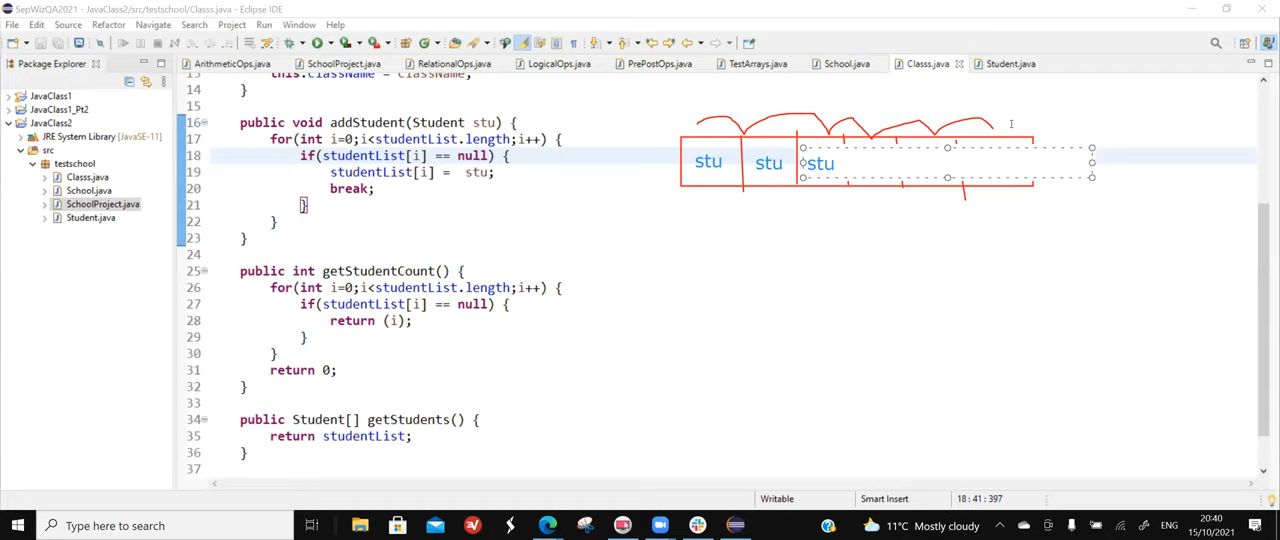 SepWizQA2021 - JavaClass2/src/testschool/Classs.java - Eclipse IDE
File Edit Source Refactor Navigate Search Project Run Window Help
Package Explorer
ArithmeticOps.java SchoolProject.java RelationalOps.java LogicalOps.java PrePostOps.java TestArrays.java School.java Classs.java Student.java
JavaClass1
JavaClass1_Pt2
JavaClass2
JRE System Library [JavaSE-11]
src
testschool
Classs.java
School.java
SchoolProject.java
Student.java
this.ClassName = ClassName;
14 }
15
16 public void addStudent(Student stu) {
17 for(int i=0;i<studentList.length;i++) {
18 if(studentList[i] == null) {
19 studentList[i] = stu;
20 break;
21 }
22 }
23 }
24
25 public int getStudentCount() {
26 for(int i=0;i<studentList.length;i++) {
27 if(studentList[i] == null) {
28 return (i);
29 }
30 }
31 return 0;
32 }
33
34 public Student[] getStudents() {
35 return studentList;
36 }
37
stu stu stu
Writable Smart Insert 18 : 41 : 397
Type here to search
11°C Mostly cloudy
ENG
20:40
15/10/2021